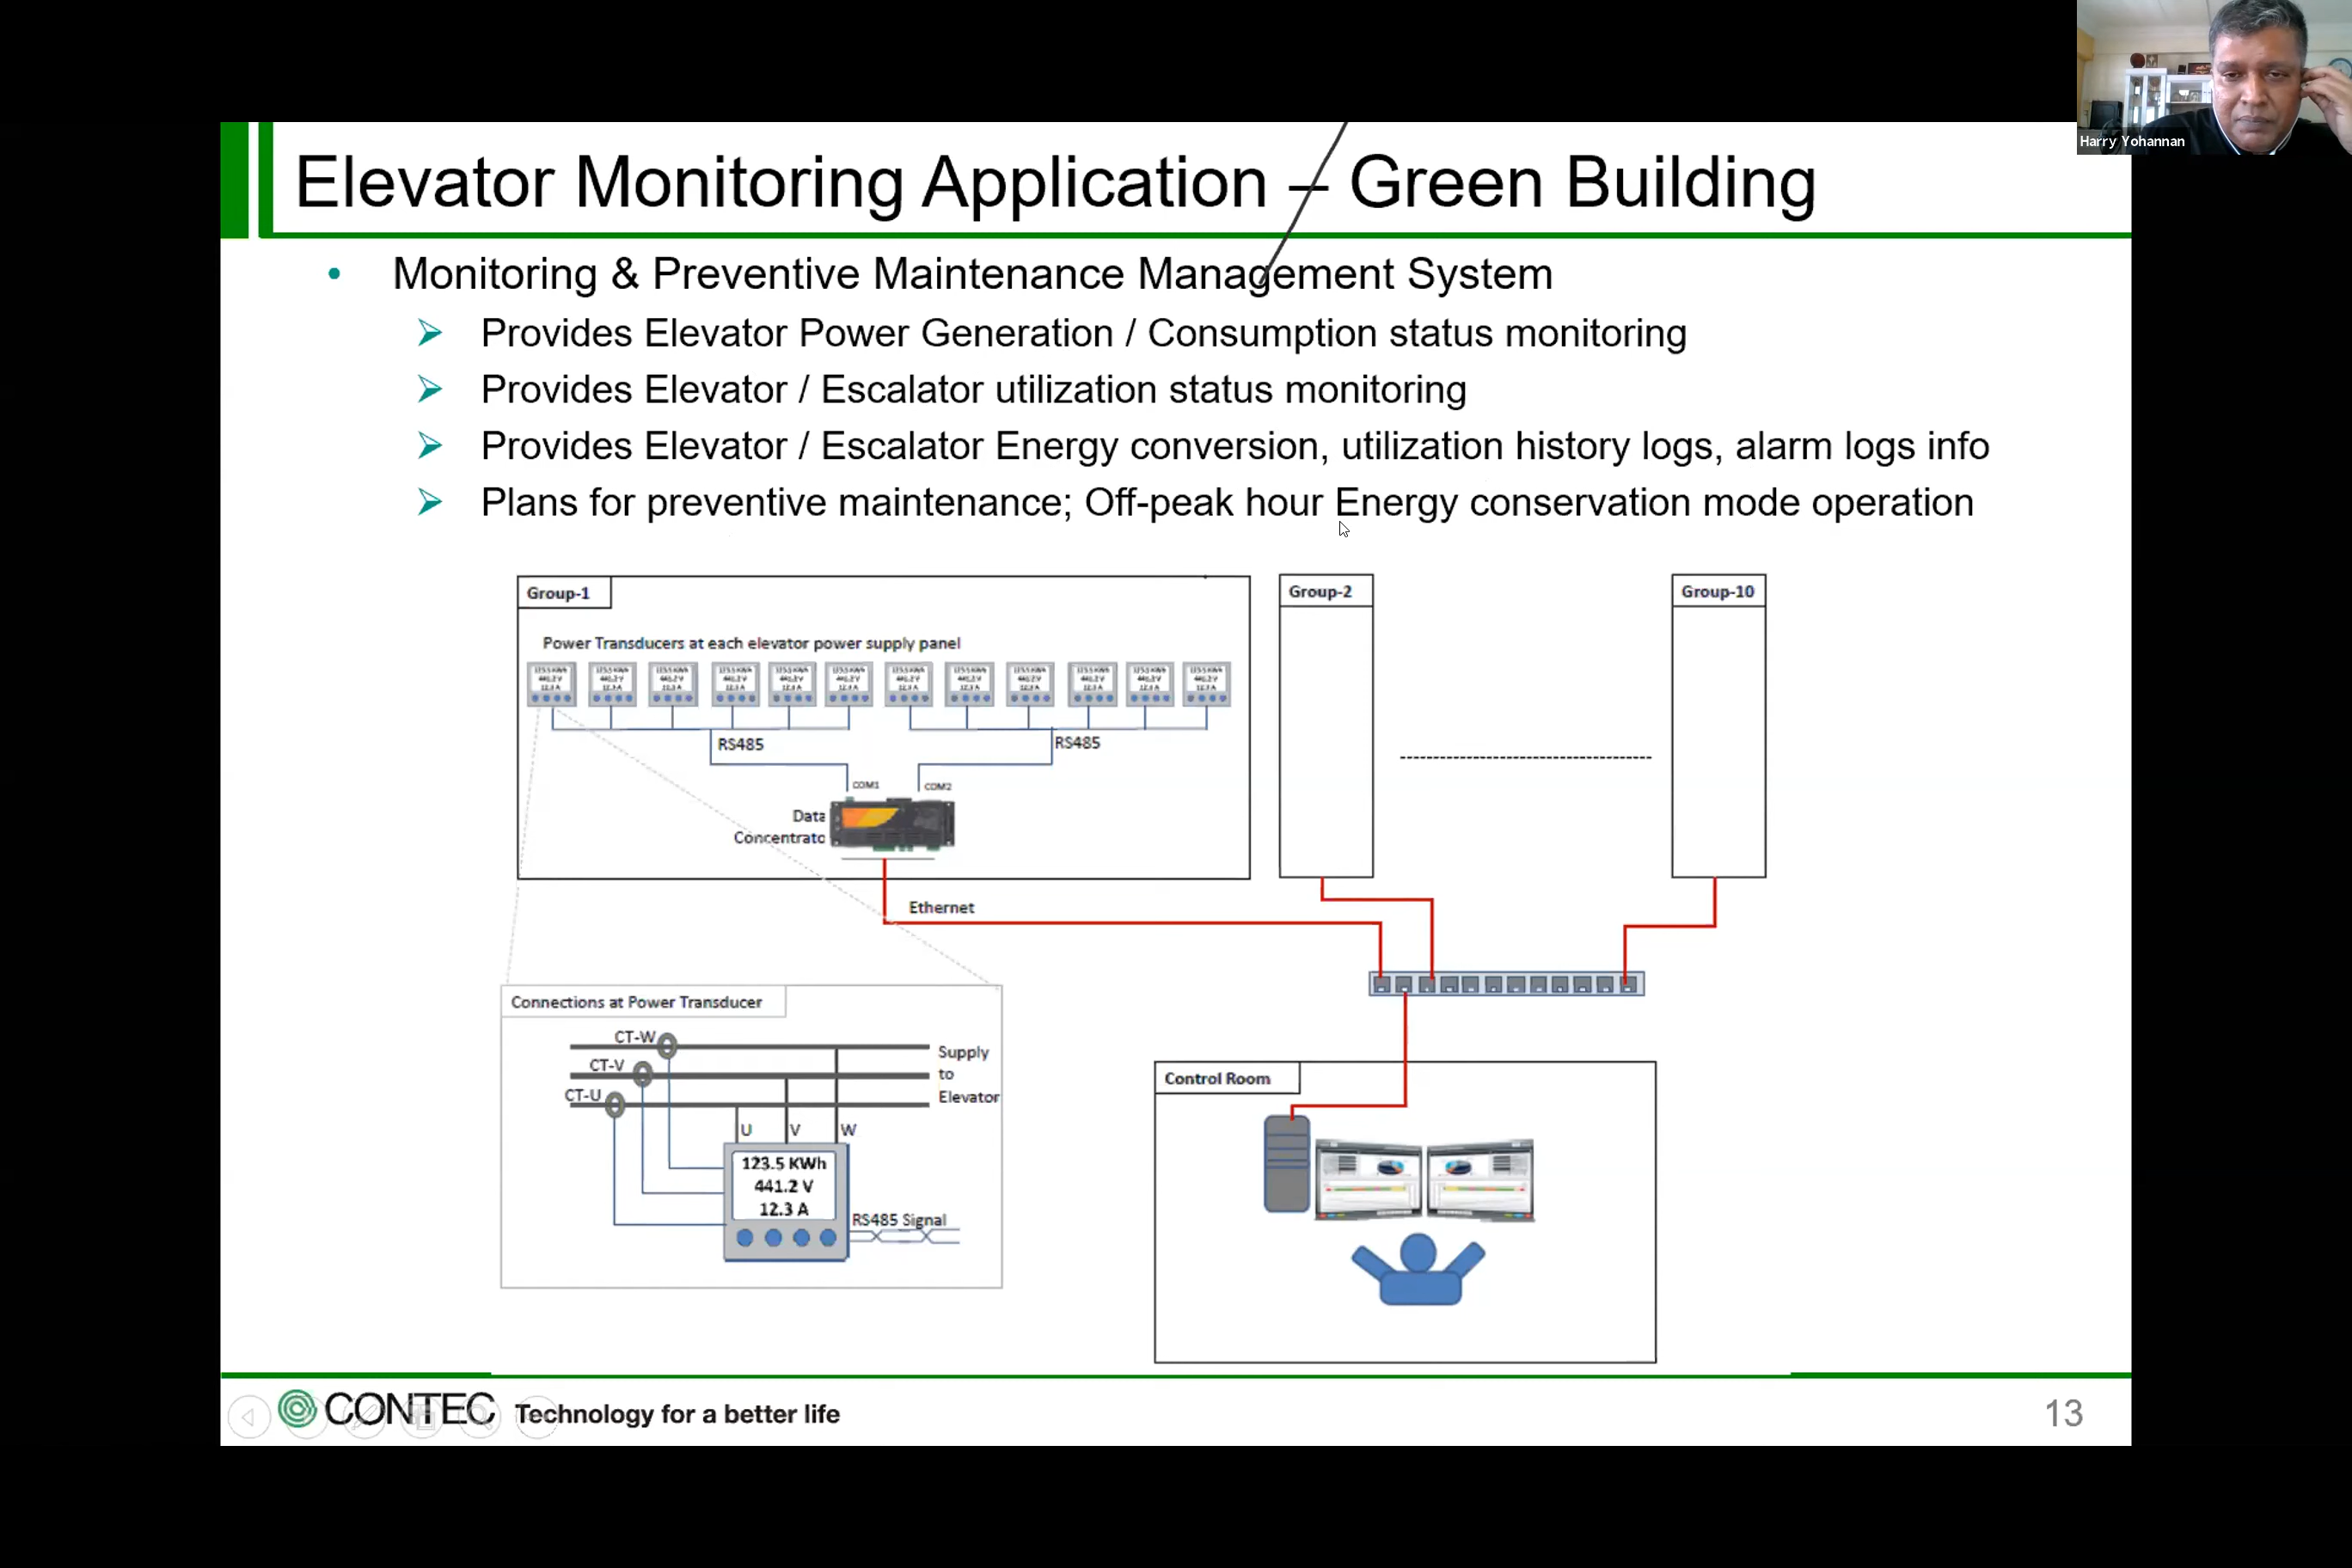 Harry Yohannan
Elevator Monitoring Application – Green Building
• Monitoring & Preventive Maintenance Management System
➢ Provides Elevator Power Generation / Consumption status monitoring
➢ Provides Elevator / Escalator utilization status monitoring
➢ Provides Elevator / Escalator Energy conversion, utilization history logs, alarm logs info
➢ Plans for preventive maintenance; Off-peak hour Energy conservation mode operation
Group-1
Group-2
Group-10
Power Transducers at each elevator power supply panel
RS485
RS485
COM1
COM2
Data
Concentrato
Ethernet
Connections at Power Transducer
CT-W
CT-V
CT-U
Supply
to
Elevator
U V W
123.5 KWh
441.2 V
12.3 A
RS485 Signal
Control Room
CONTEC Technology for a better life
13